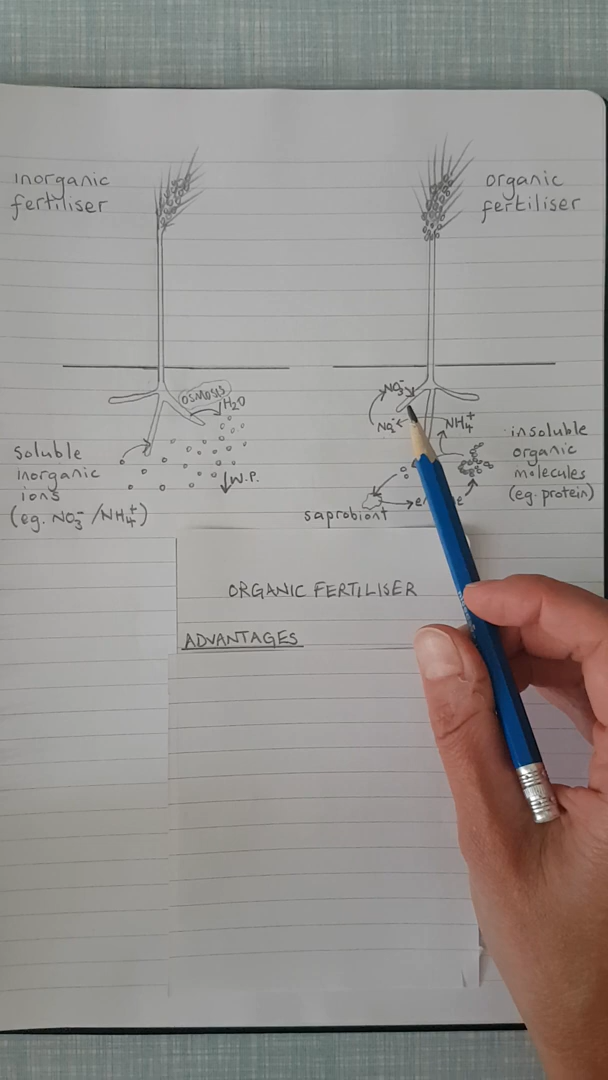 inorganic
fertiliser
organic
fertiliser
OSMOSIS
H₂O
NO₃⁻
NO₂⁻
NH₄⁺
soluble
inorganic
ions
(eg. NO₃⁻/NH₄⁺)
↓W.P.
insoluble
organic
molecules
(eg. protein)
saprobiont
ORGANIC FERTILISER
ADVANTAGES